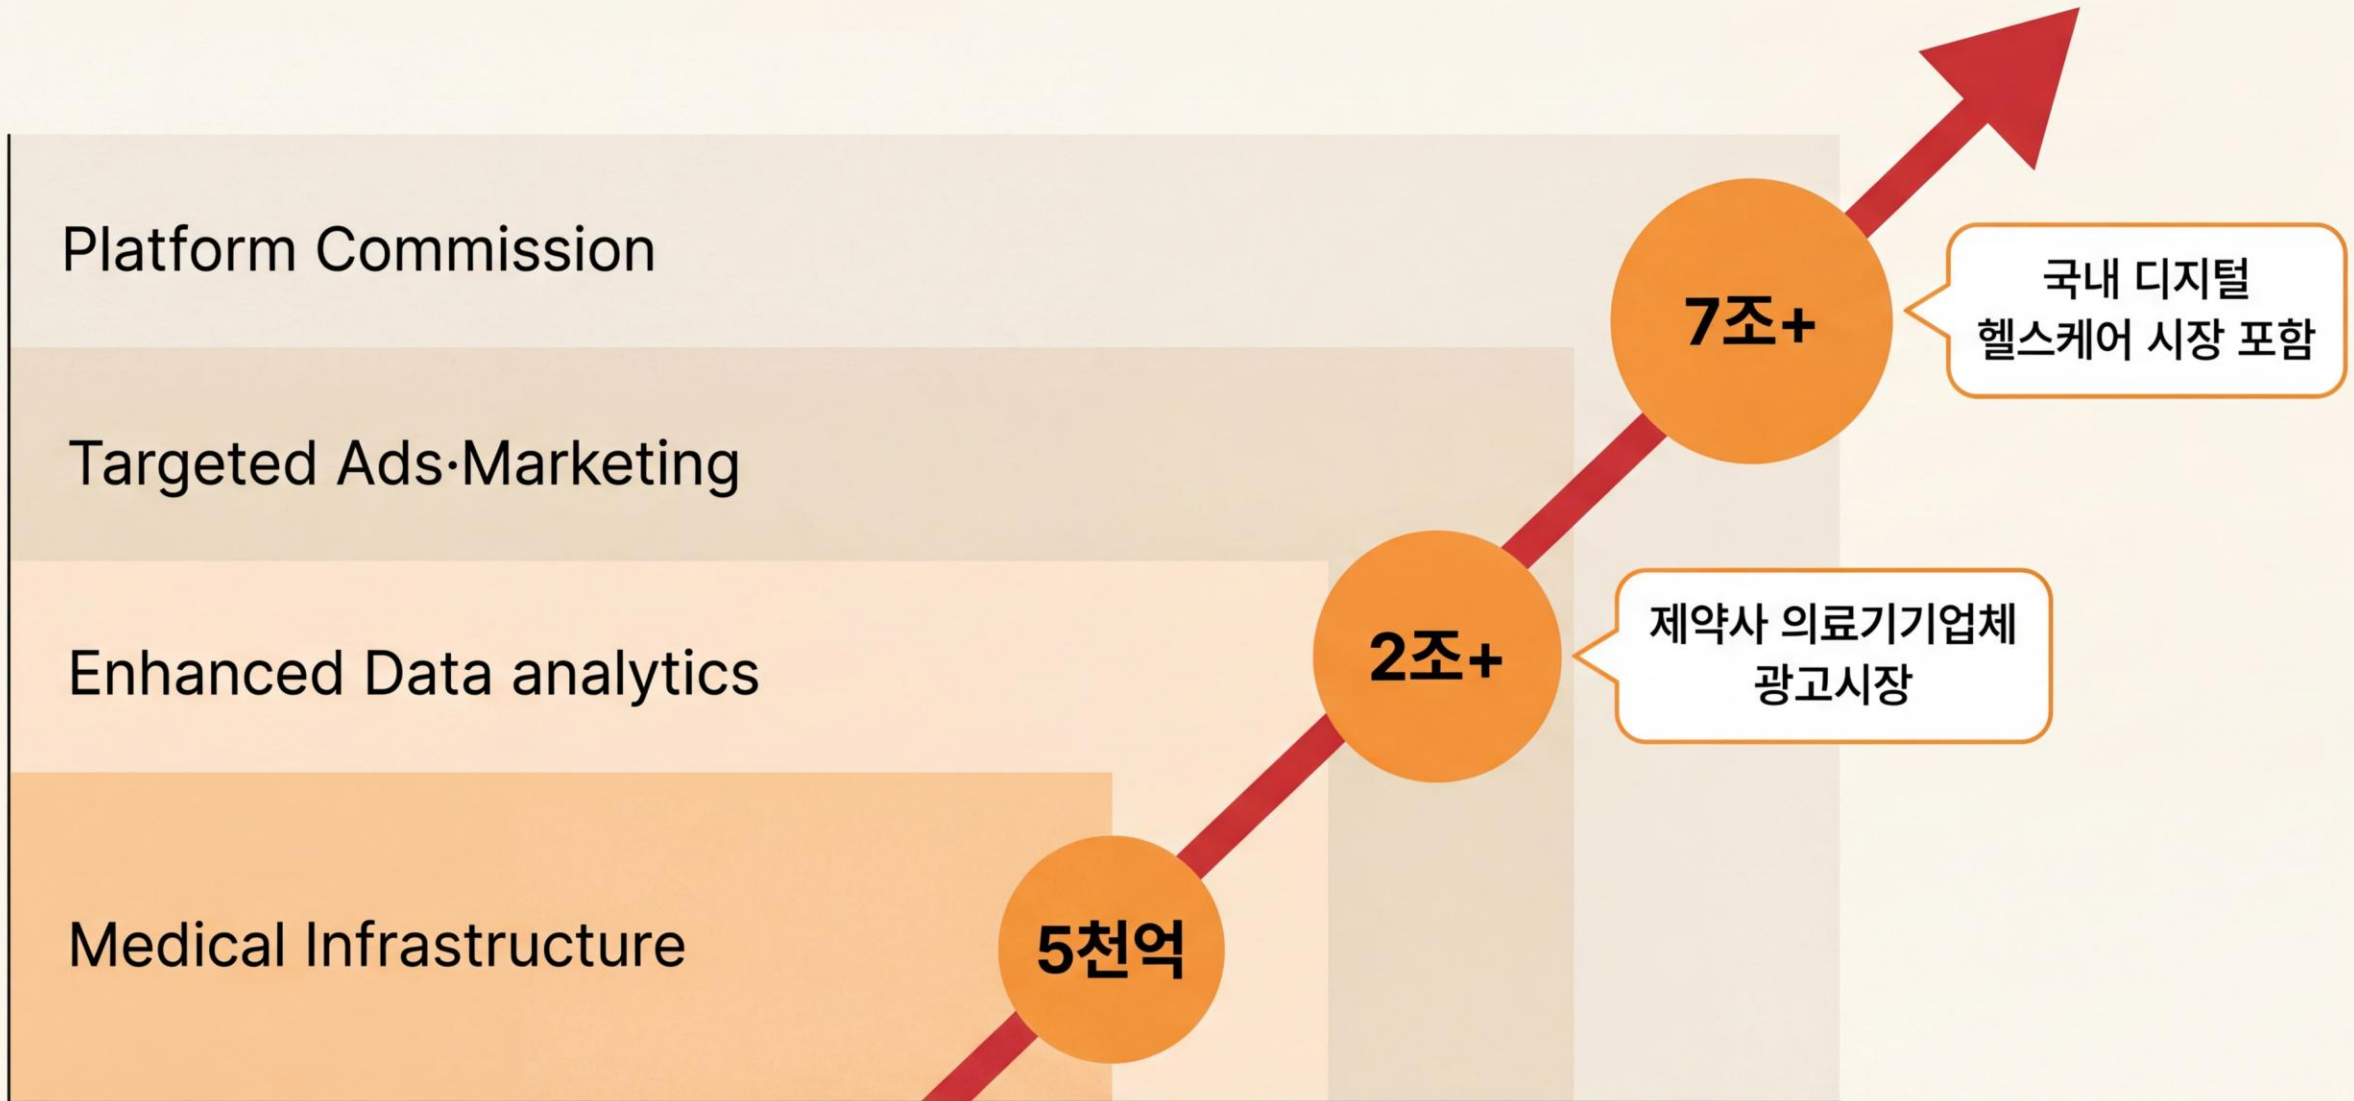 Platform Commission
7조+
국내 디지털
헬스케어 시장 포함
Targeted Ads·Marketing
2조+
제약사 의료기기업체
광고시장
Enhanced Data analytics
5천억
Medical Infrastructure